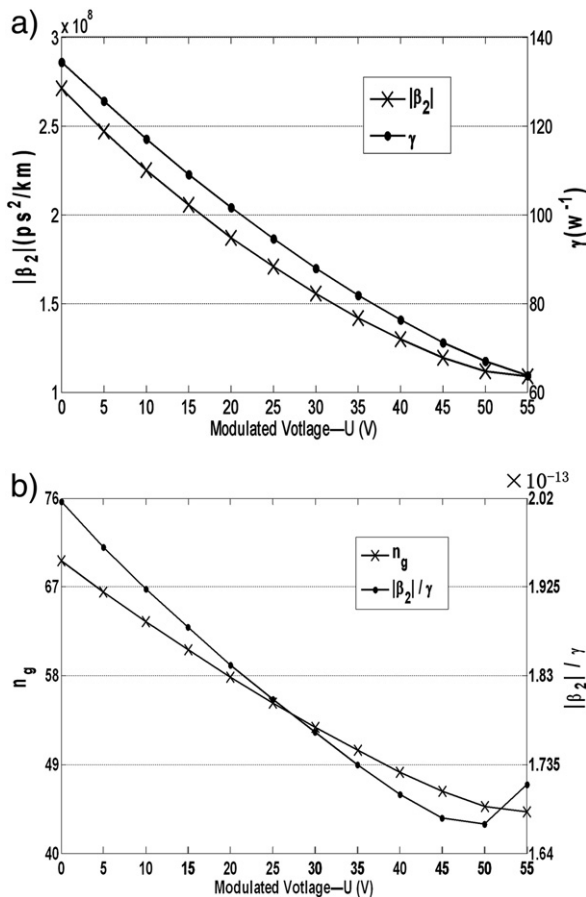 a)
× 10⁸
3
2.5
2
1.5
1
|β₂|(ps²/km)
140
120
100
80
60
γ(w⁻¹)
|β₂|
γ
0 5 10 15 20 25 30 35 40 45 50 55
Modulated Votlage—U (V)
b)
× 10⁻¹³
76
67
58
49
40
n_g
2.02
1.925
1.83
1.735
1.64
|β₂| / γ
n_g
|β₂| / γ
0 5 10 15 20 25 30 35 40 45 50 55
Modulated Votlage—U (V)